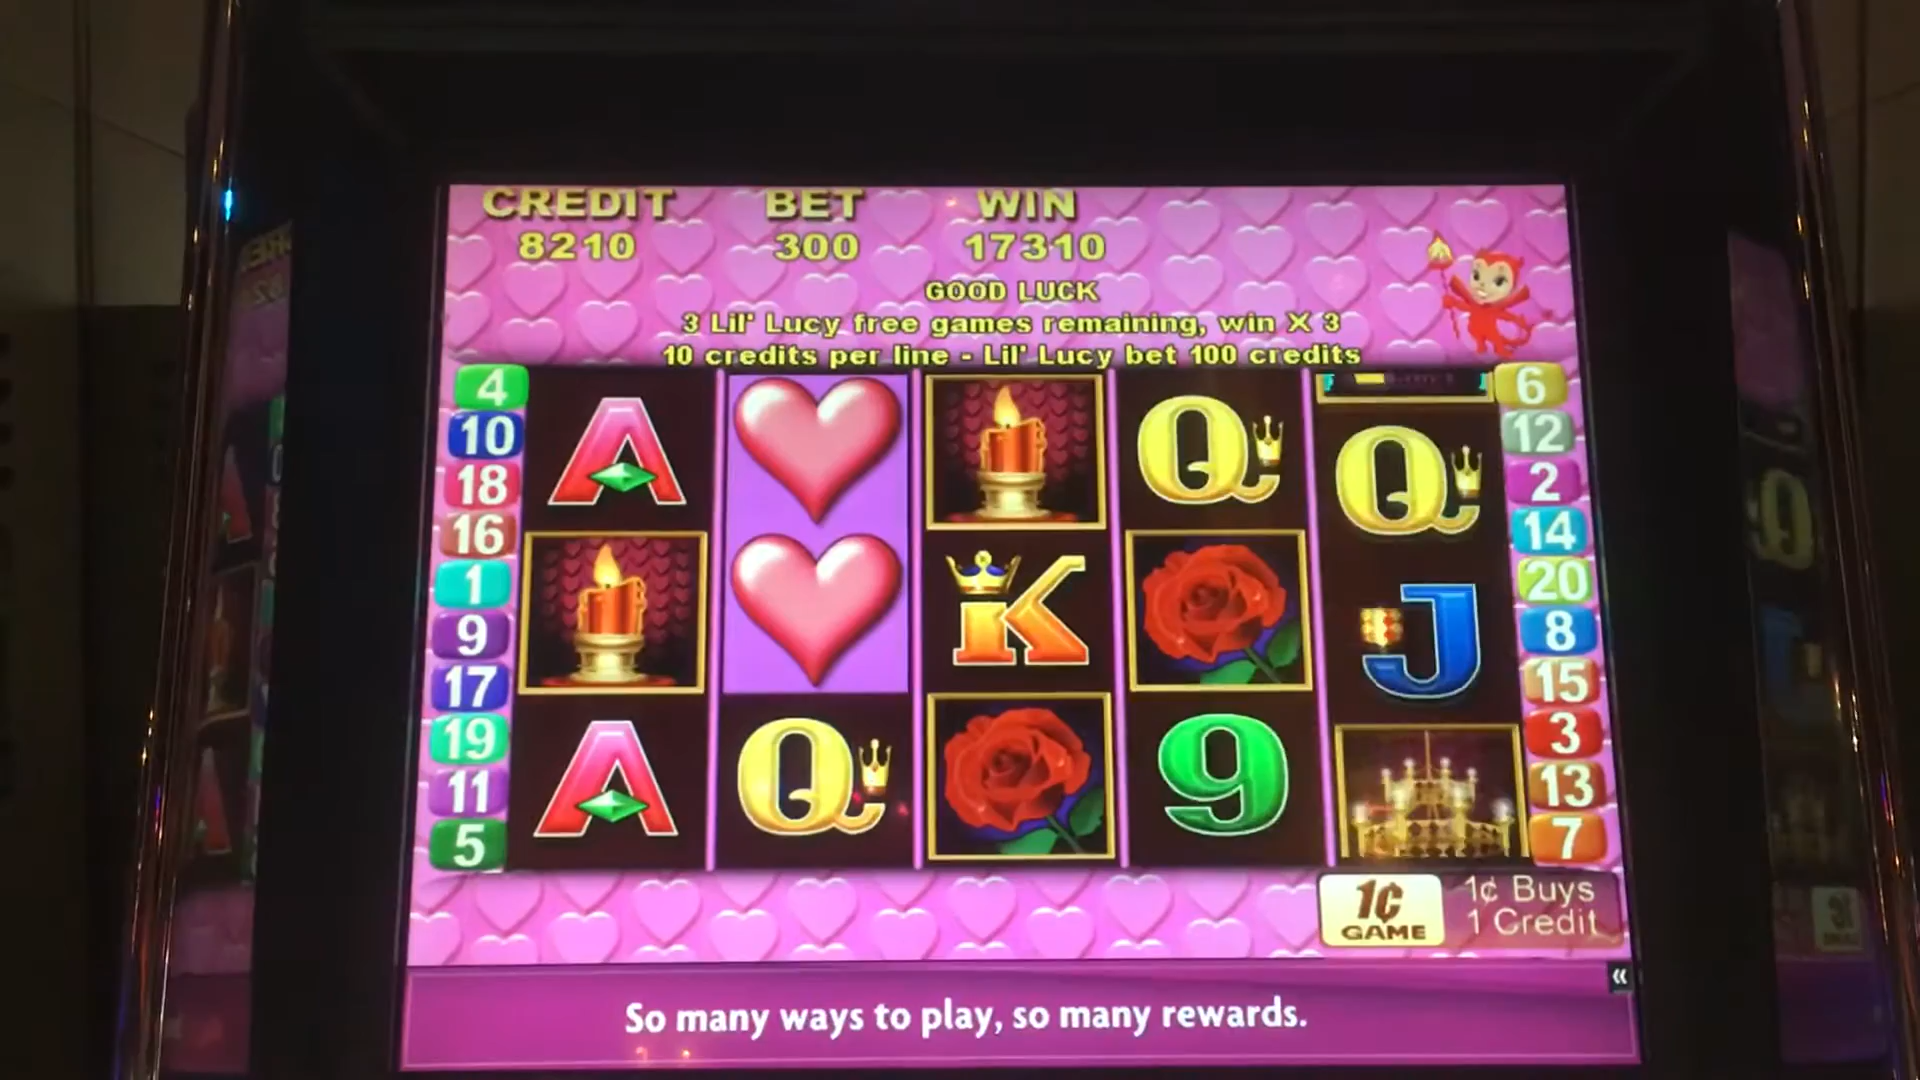 CREDIT BET WIN
8210 300 17310
GOOD LUCK
3 Lil' Lucy free games remaining, win X 3
10 credits per line - Lil' Lucy bet 100 credits
4
10
18
16
1
9
17
19
11
5
A Q Q
K J
A Q 9
6
12
2
14
20
8
15
3
13
7
1¢ GAME
1¢ Buys
1 Credit
«
So many ways to play, so many rewards.